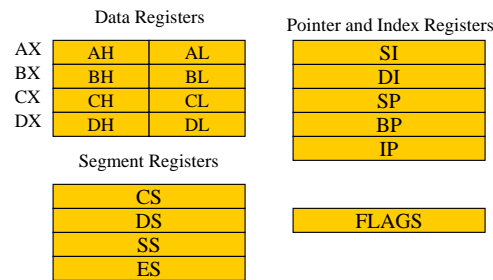 Data Registers
AX AH AL
BX BH BL
CX CH CL
DX DH DL
Segment Registers
CS
DS
SS
ES
Pointer and Index Registers
SI
DI
SP
BP
IP
FLAGS